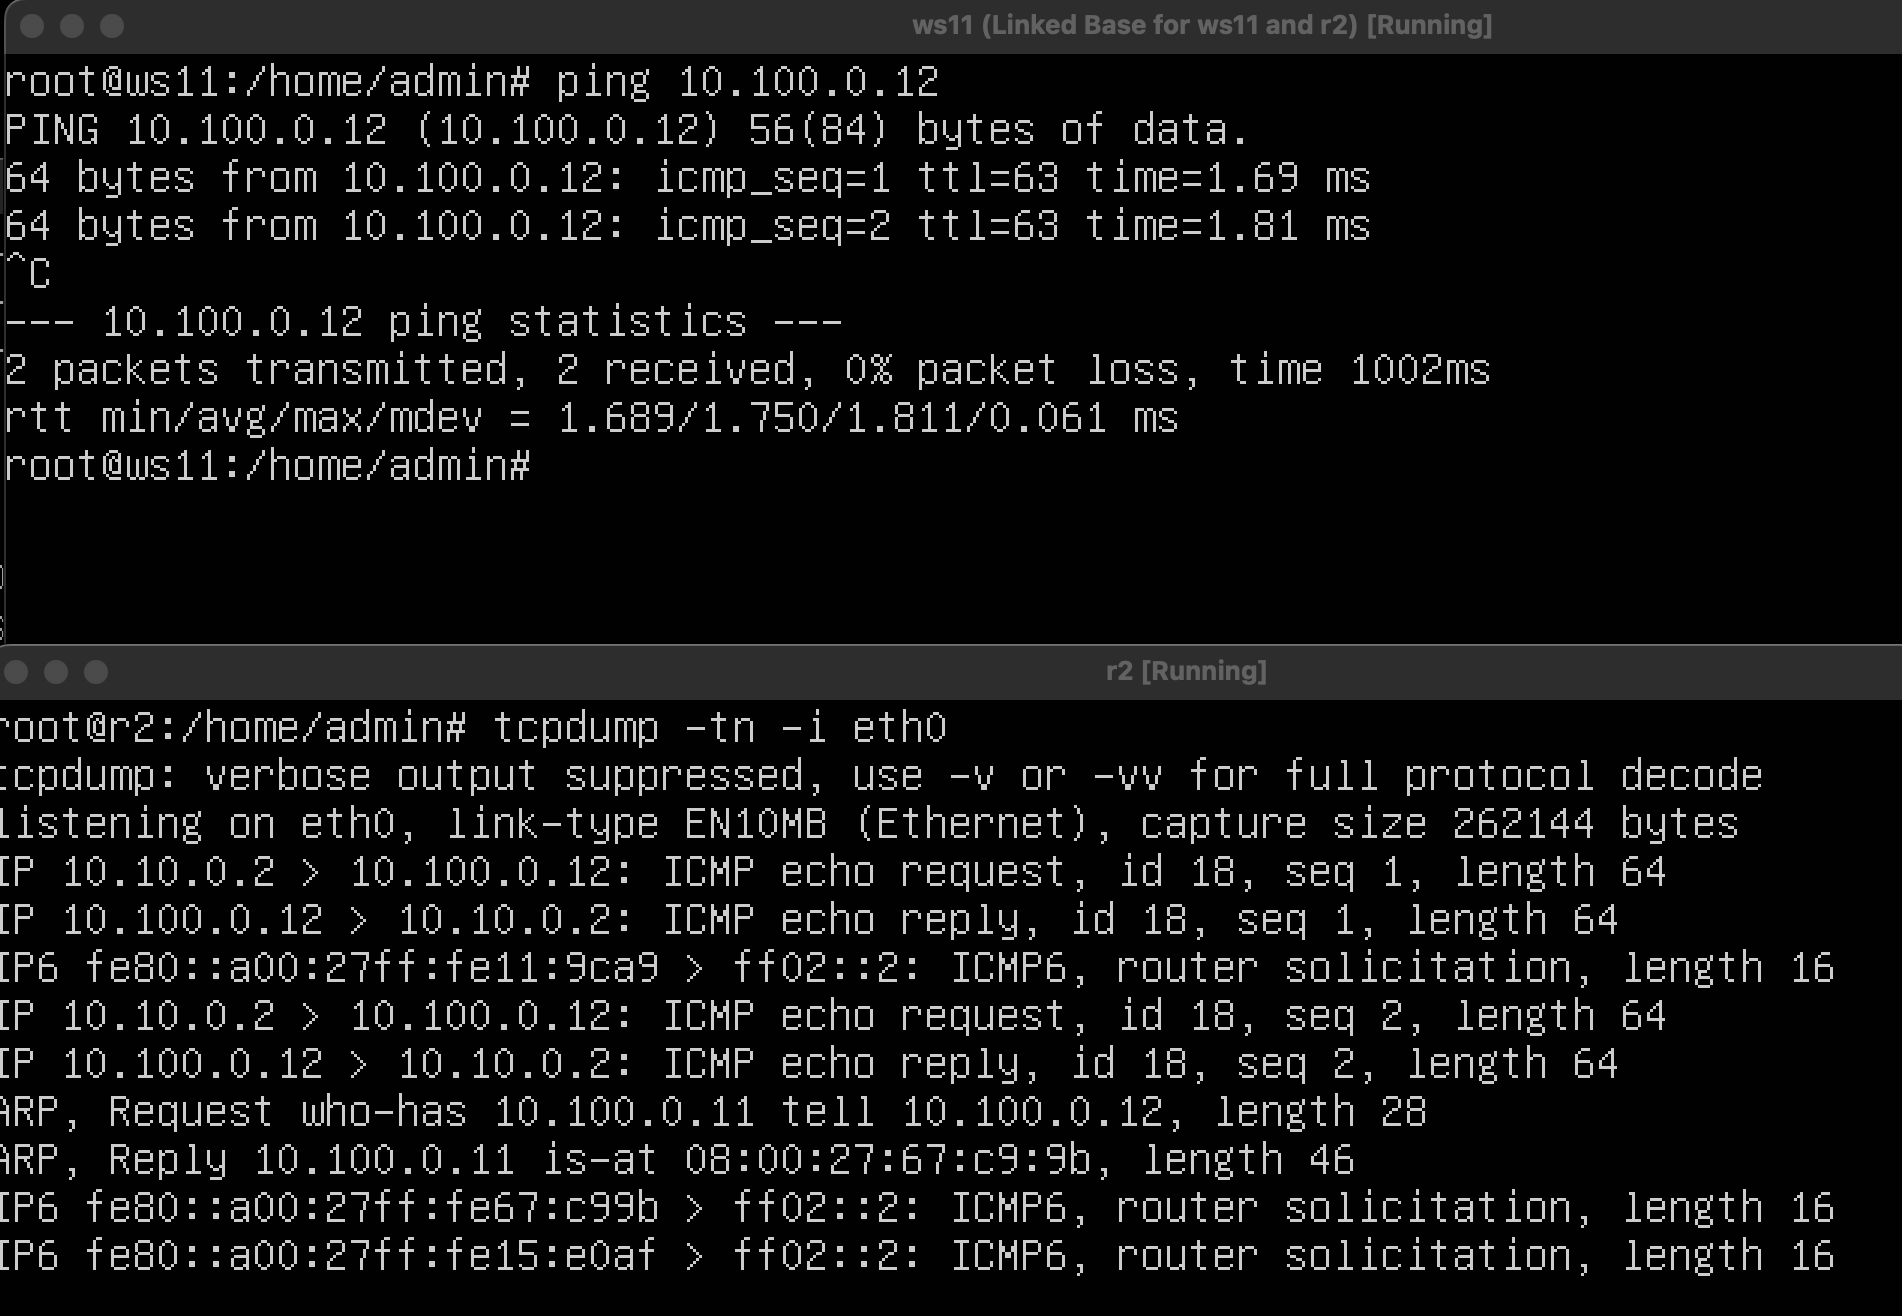 ws11 (Linked Base for ws11 and r2) [Running]
root@ws11:/home/admin# ping 10.100.0.12
PING 10.100.0.12 (10.100.0.12) 56(84) bytes of data.
64 bytes from 10.100.0.12: icmp_seq=1 ttl=63 time=1.69 ms
64 bytes from 10.100.0.12: icmp_seq=2 ttl=63 time=1.81 ms
^C
--- 10.100.0.12 ping statistics ---
2 packets transmitted, 2 received, 0% packet loss, time 1002ms
rtt min/avg/max/mdev = 1.689/1.750/1.811/0.061 ms
root@ws11:/home/admin#
r2 [Running]
root@r2:/home/admin# tcpdump -tn -i eth0
tcpdump: verbose output suppressed, use -v or -vv for full protocol decode
listening on eth0, link-type EN10MB (Ethernet), capture size 262144 bytes
IP 10.10.0.2 > 10.100.0.12: ICMP echo request, id 18, seq 1, length 64
IP 10.100.0.12 > 10.10.0.2: ICMP echo reply, id 18, seq 1, length 64
IP6 fe80::a00:27ff:fe11:9ca9 > ff02::2: ICMP6, router solicitation, length 16
IP 10.10.0.2 > 10.100.0.12: ICMP echo request, id 18, seq 2, length 64
IP 10.100.0.12 > 10.10.0.2: ICMP echo reply, id 18, seq 2, length 64
ARP, Request who-has 10.100.0.11 tell 10.100.0.12, length 28
ARP, Reply 10.100.0.11 is-at 08:00:27:67:c9:9b, length 46
IP6 fe80::a00:27ff:fe67:c99b > ff02::2: ICMP6, router solicitation, length 16
IP6 fe80::a00:27ff:fe15:e0af > ff02::2: ICMP6, router solicitation, length 16